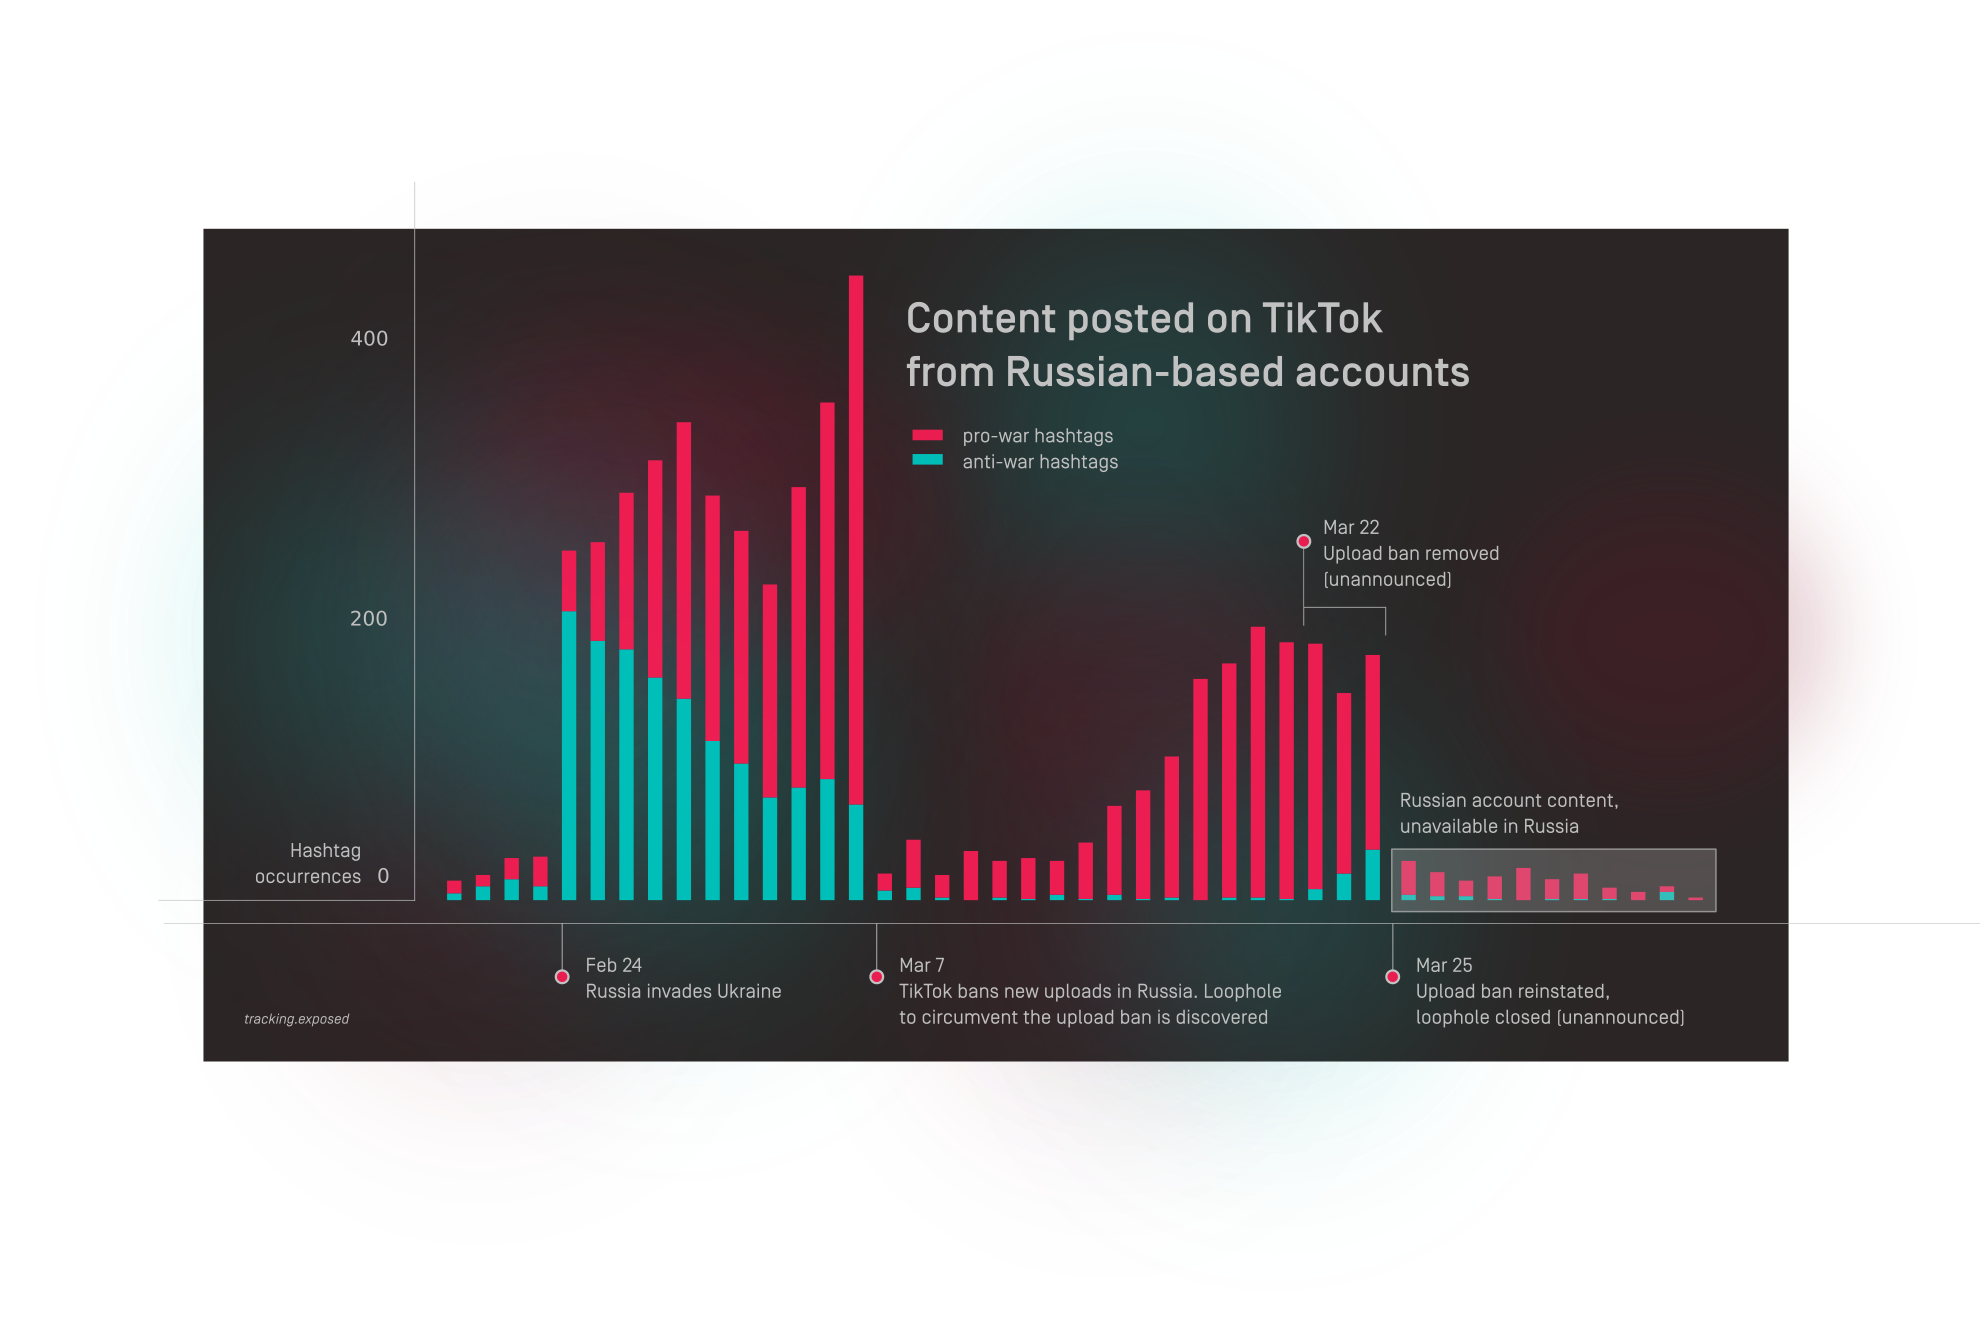 Content posted on TikTok
from Russian-based accounts
pro-war hashtags
anti-war hashtags
400
200
Hashtag
occurrences 0
Mar 22
Upload ban removed
(unannounced)
Russian account content,
unavailable in Russia
Feb 24
Russia invades Ukraine
Mar 7
TikTok bans new uploads in Russia. Loophole
to circumvent the upload ban is discovered
Mar 25
Upload ban reinstated,
loophole closed (unannounced)
tracking.exposed